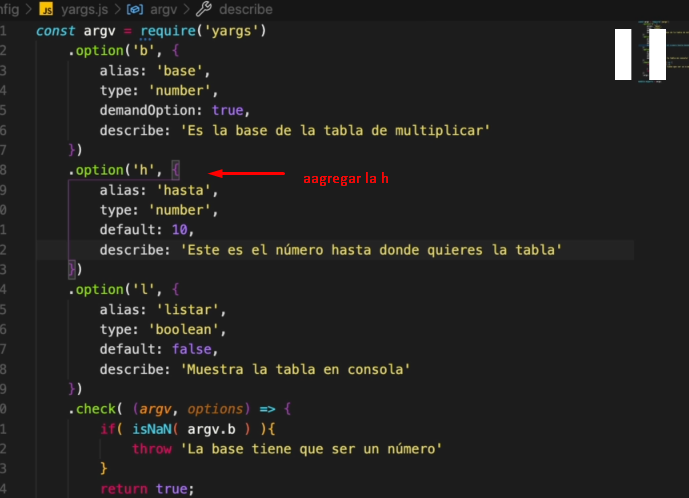 nfig > JS yargs.js > argv > describe
1 const argv = require('yargs')
2 .option('b', {
3 alias: 'base',
4 type: 'number',
5 demandOption: true,
6 describe: 'Es la base de la tabla de multiplicar'
7 })
8 .option('h', {
aagregar la h
9 alias: 'hasta',
0 type: 'number',
1 default: 10,
2 describe: 'Este es el número hasta donde quieres la tabla'
3 })
4 .option('l', {
5 alias: 'listar',
6 type: 'boolean',
7 default: false,
8 describe: 'Muestra la tabla en consola'
9 })
0 .check( (argv, options) => {
1 if( isNaN( argv.b ) ){
2 throw 'La base tiene que ser un número'
3 }
4 return true;